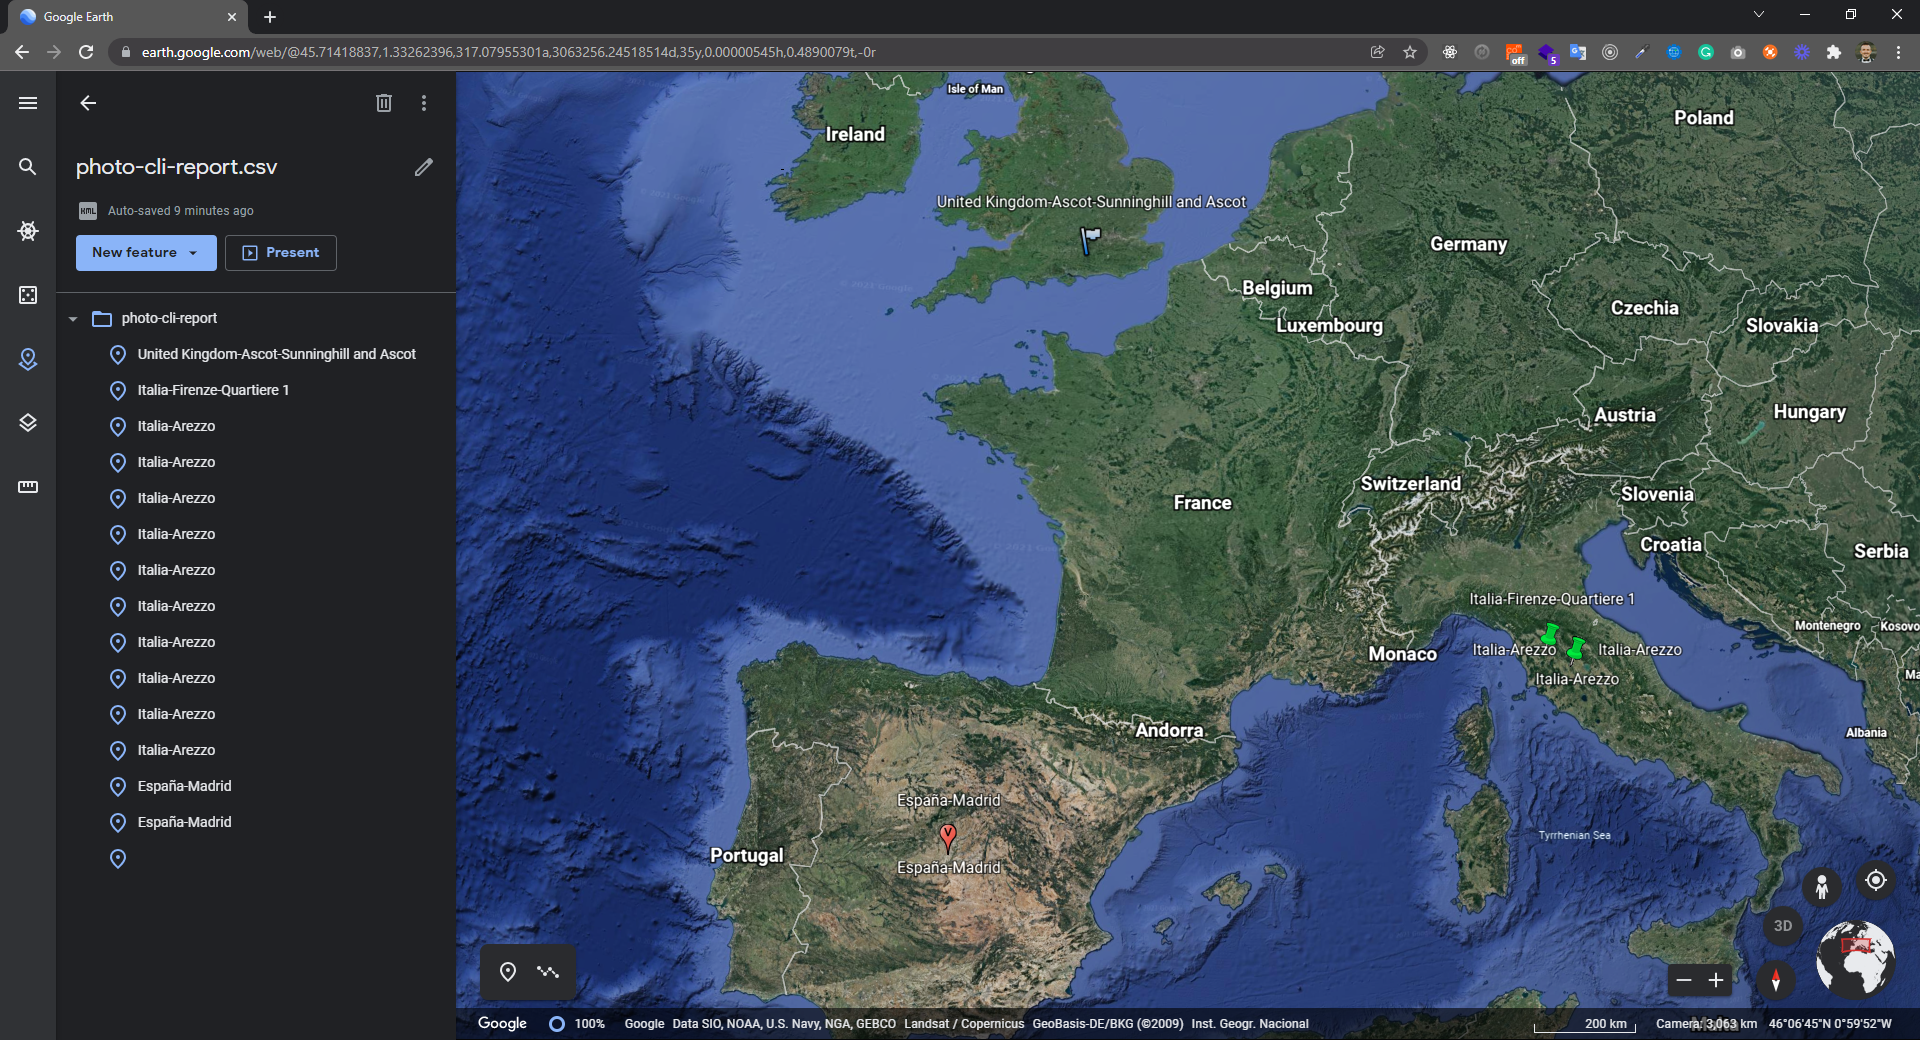 Google Earth
earth.google.com/web/@45.71418837,1.33262396,317.07955301a,3063256.24518514d,35y,0.00000545h,0.4890079t,-0r
off
5
photo-cli-report.csv
KML
Auto-saved 9 minutes ago
New feature
Present
photo-cli-report
United Kingdom-Ascot-Sunninghill and Ascot
Italia-Firenze-Quartiere 1
Italia-Arezzo
Italia-Arezzo
Italia-Arezzo
Italia-Arezzo
Italia-Arezzo
Italia-Arezzo
Italia-Arezzo
Italia-Arezzo
Italia-Arezzo
Italia-Arezzo
España-Madrid
España-Madrid
Isle of Man
Ireland
Poland
United Kingdom-Ascot-Sunninghill and Ascot
Germany
Belgium
Luxembourg
Czechia
Slovakia
Austria
Hungary
Switzerland
Slovenia
France
Croatia
Serbia
Italia-Firenze-Quartiere 1
Montenegro
Kosovo
Monaco
Italia-Arezzo
Italia-Arezzo
Italia-Arezzo
Andorra
Albania
España-Madrid
V
España-Madrid
Portugal
Tyrrhenian Sea
3D
Google
100%
Google Data SIO, NOAA, U.S. Navy, NGA, GEBCO Landsat / Copernicus GeoBasis-DE/BKG (©2009) Inst. Geogr. Nacional
200 km
Camera: 3,063 km 46°06'45"N 0°59'52"W
Malta